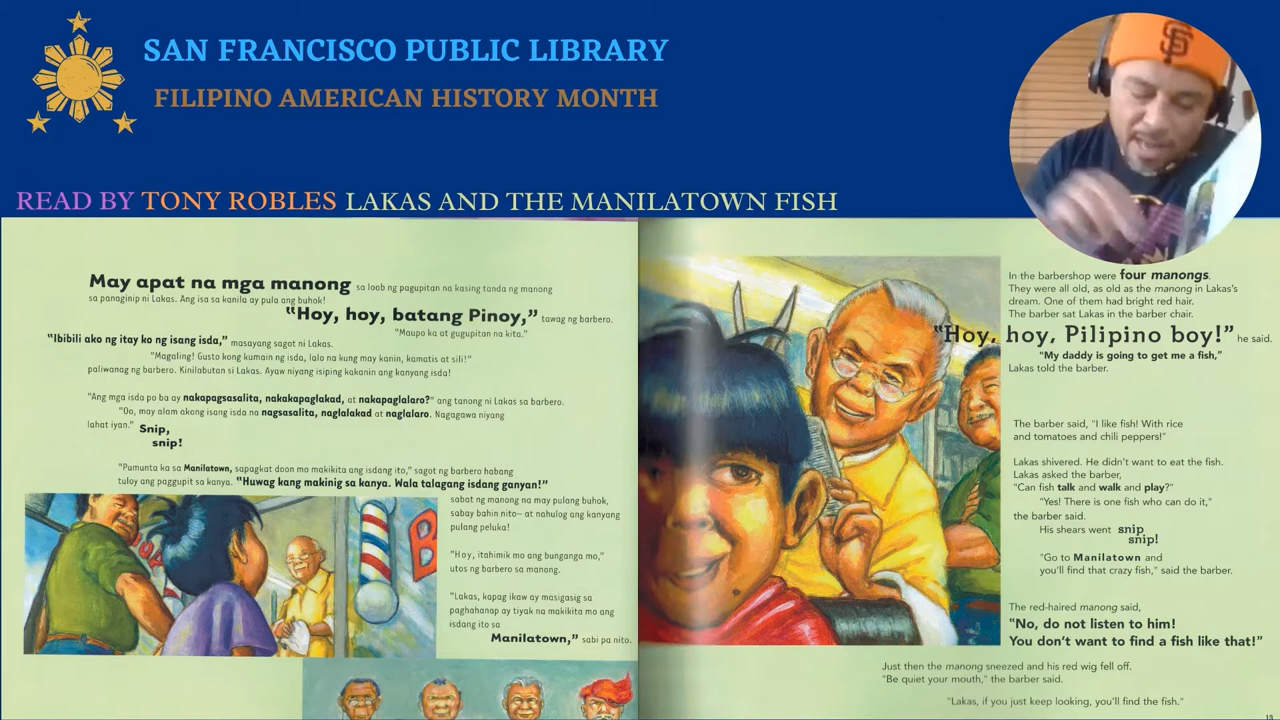 SAN FRANCISCO PUBLIC LIBRARY
FILIPINO AMERICAN HISTORY MONTH
SF
READ BY TONY ROBLES LAKAS AND THE MANILATOWN FISH
May apat na mga manong sa loob ng pagupitan na kasing tanda ng manong
sa panaginip ni Lakas. Ang isa sa kanila ay pula ang buhok!
“Hoy, hoy, batang Pinoy,” tawag ng barbero.
“Maupo ka at gugupitan na kita.”
“Ibibili ako ng itay ko ng isang isda,” masayang sagot ni Lakas.
“Magaling! Gusto kong kumain ng isda, lalo na kung may kanin, kamatis at sili!”
paliwanag ng barbero. Kinilabutan si Lakas. Ayaw niyang isiping kakanin ang kanyang isda!
“Ang mga isda po ba ay nakapagsasalita, nakakapaglakad, at nakapaglalaro?” ang tanong ni Lakas sa barbero.
“Oo, may alam akong isang isda na nagsasalita, naglalakad at naglalaro. Nagagawa niyang
lahat iyan.” Snip,
snip!
“Pumunta ka sa Manilatown, sapagkat doon mo makikita ang isdang ito,” sagot ng barbero habang
tuloy ang paggupit sa kanya. “Huwag kang makinig sa kanya. Wala talagang isdang ganyan!”
sabat ng manong na may pulang buhok,
sabay bahin nito— at nahulog ang kanyang
pulang peluka!
“Hoy, itahimik mo ang bunganga mo,”
utos ng barbero sa manong.
“Lakas, kapag ikaw ay masigasig sa
paghahanap ay tiyak na makikita mo ang
isdang ito sa
Manilatown,” sabi pa nito.
B
In the barbershop were four manongs.
They were all old, as old as the manong in Lakas’s
dream. One of them had bright red hair.
The barber sat Lakas in the barber chair.
“Hoy, hoy, Pilipino boy!” he said.
“My daddy is going to get me a fish,”
Lakas told the barber.
The barber said, “I like fish! With rice
and tomatoes and chili peppers!”
Lakas shivered. He didn’t want to eat the fish.
Lakas asked the barber,
“Can fish talk and walk and play?”
“Yes! There is one fish who can do it,”
the barber said.
His shears went snip
snip!
“Go to Manilatown and
you’ll find that crazy fish,” said the barber.
The red-haired manong said,
“No, do not listen to him!
You don’t want to find a fish like that!”
Just then the manong sneezed and his red wig fell off.
“Be quiet your mouth,” the barber said.
“Lakas, if you just keep looking, you’ll find the fish.”